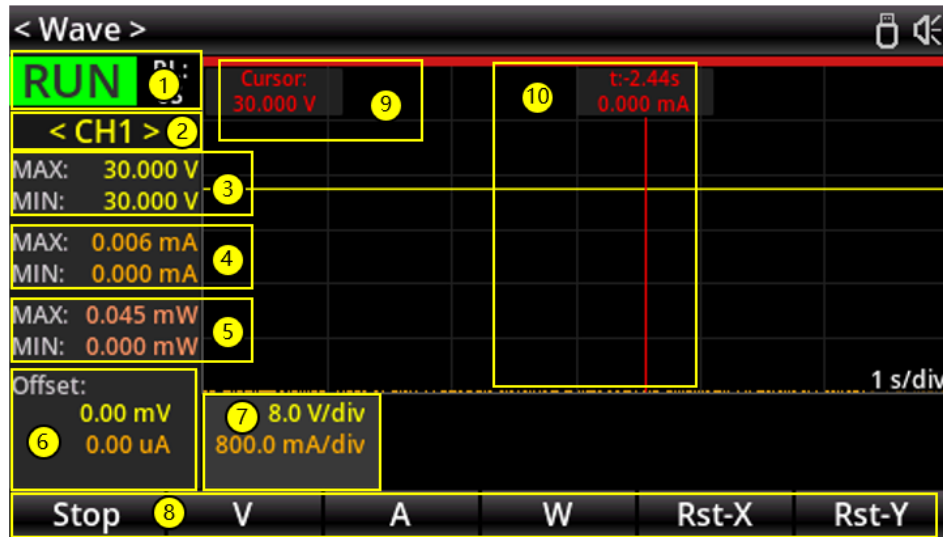 < Wave >
RUN
1
< CH1 > 2
MAX: 30.000 V
MIN: 30.000 V
3
MAX: 0.006 mA
MIN: 0.000 mA
4
MAX: 0.045 mW
MIN: 0.000 mW
5
Offset:
0.00 mV
6 0.00 uA
7 8.0 V/div
800.0 mA/div
Cursor:
30.000 V
9
10
t:-2.44s
0.000 mA
1 s/div
Stop 8 V A W Rst-X Rst-Y